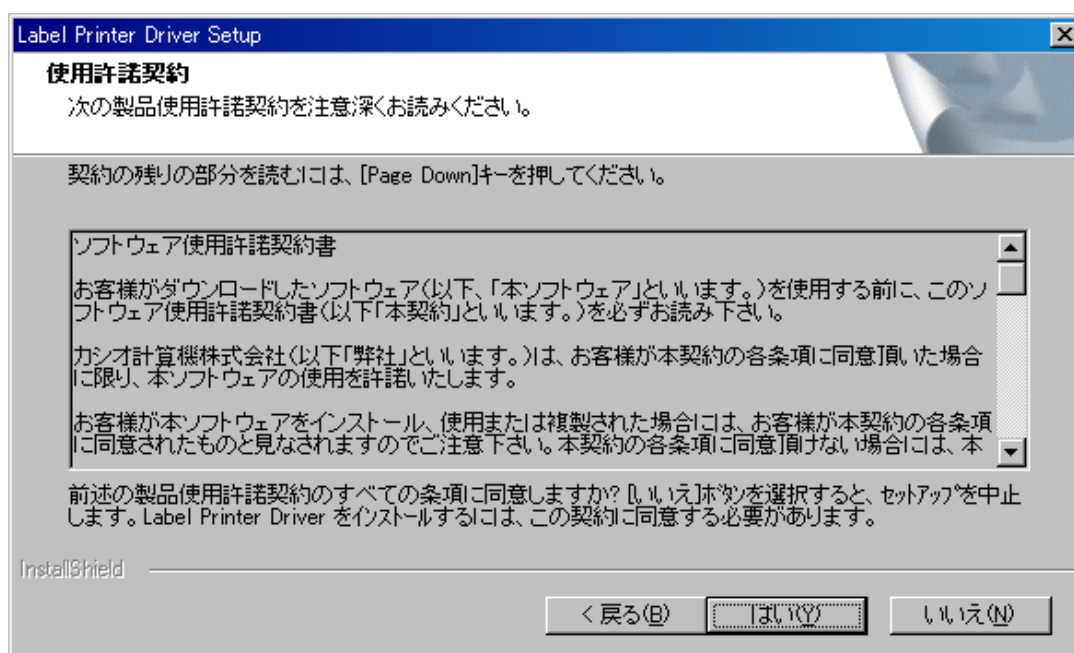 Label Printer Driver Setup
使用許諾契約
次の製品使用許諾契約を注意深くお読みください。
契約の残りの部分を読むには、[Page Down]キーを押してください。
ソフトウェア使用許諾契約書
お客様がダウンロードしたソフトウェア(以下、「本ソフトウェア」といいます。)を使用する前に、このソ
フトウェア使用許諾契約書(以下「本契約」といいます。)を必ずお読み下さい。
カシオ計算機株式会社(以下「弊社」といいます。)は、お客様が本契約の各条項に同意頂いた場合
に限り、本ソフトウェアの使用を許諾いたします。
お客様が本ソフトウェアをインストール、使用または複製された場合には、お客様が本契約の各条項
に同意されたものと見なされますのでご注意下さい。本契約の各条項に同意頂けない場合には、本
前述の製品使用許諾契約のすべての条項に同意しますか? [いいえ]ボタンを選択すると、セットアップを中止
します。Label Printer Driver をインストールするには、この契約に同意する必要があります。
InstallShield
< 戻る(B)
はい(Y)
いいえ(N)